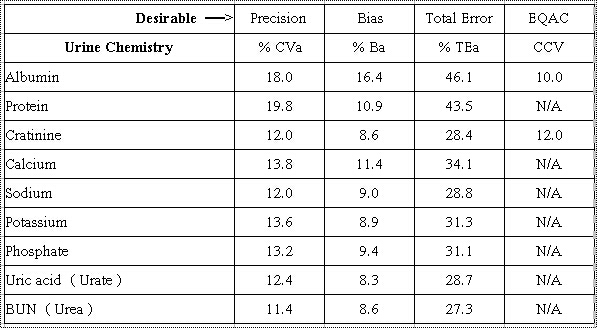 Desirable ──> Precision Bias Total Error EQAC
Urine Chemistry % CVa % Ba % TEa CCV
Albumin 18.0 16.4 46.1 10.0
Protein 19.8 10.9 43.5 N/A
Cratinine 12.0 8.6 28.4 12.0
Calcium 13.8 11.4 34.1 N/A
Sodium 12.0 9.0 28.8 N/A
Potassium 13.6 8.9 31.3 N/A
Phosphate 13.2 9.4 31.1 N/A
Uric acid（Urate） 12.4 8.3 28.7 N/A
BUN（Urea） 11.4 8.6 27.3 N/A